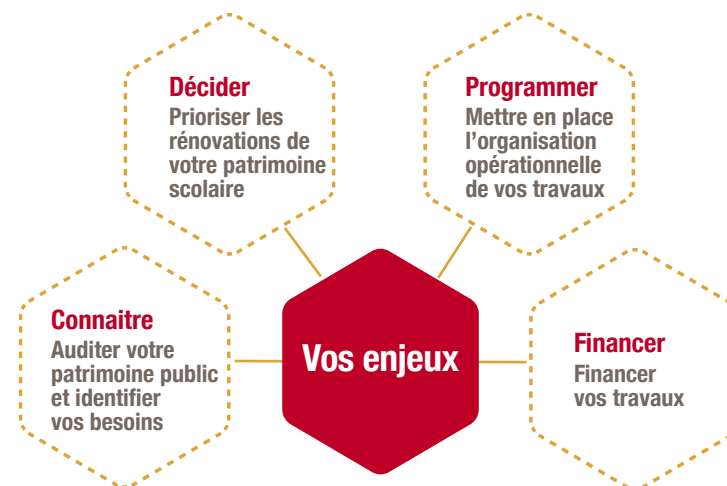 Décider
Prioriser les
rénovations de
votre patrimoine
scolaire
Programmer
Mettre en place
l'organisation
opérationnelle
de vos travaux
Connaitre
Auditer votre
patrimoine public
et identifier
vos besoins
Vos enjeux
Financer
Financer
vos travaux